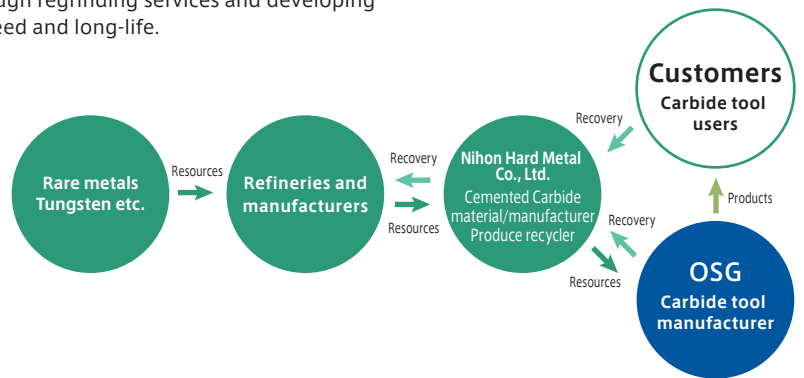 regrinding services and developing
and long-life.
Customers
Carbide tool
users
Recovery
Rare metals
Tungsten etc.
Resources
Refineries and
manufacturers
Recovery
Resources
Nihon Hard Metal
Co., Ltd.
Cemented Carbide
material/manufacturer
Produce recycler
Products
Recovery
Resources
OSG
Carbide tool
manufacturer